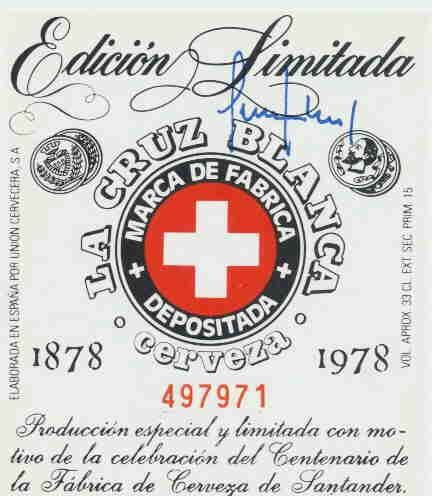 Edición Limitada
LA CRUZ BLANCA
MARCA DE FABRICA
DEPOSITADA
cerveza
1878
1978
497971
Producción especial y limitada con mo-
tivo de la celebración del Centenario de
la Fábrica de Cerveza de Santander.
ELABORADA EN ESPAÑA POR UNIÓN CERVECERA, S.A
VOL. APROX. 33 CL. EXT. SEC. PRIM. 15